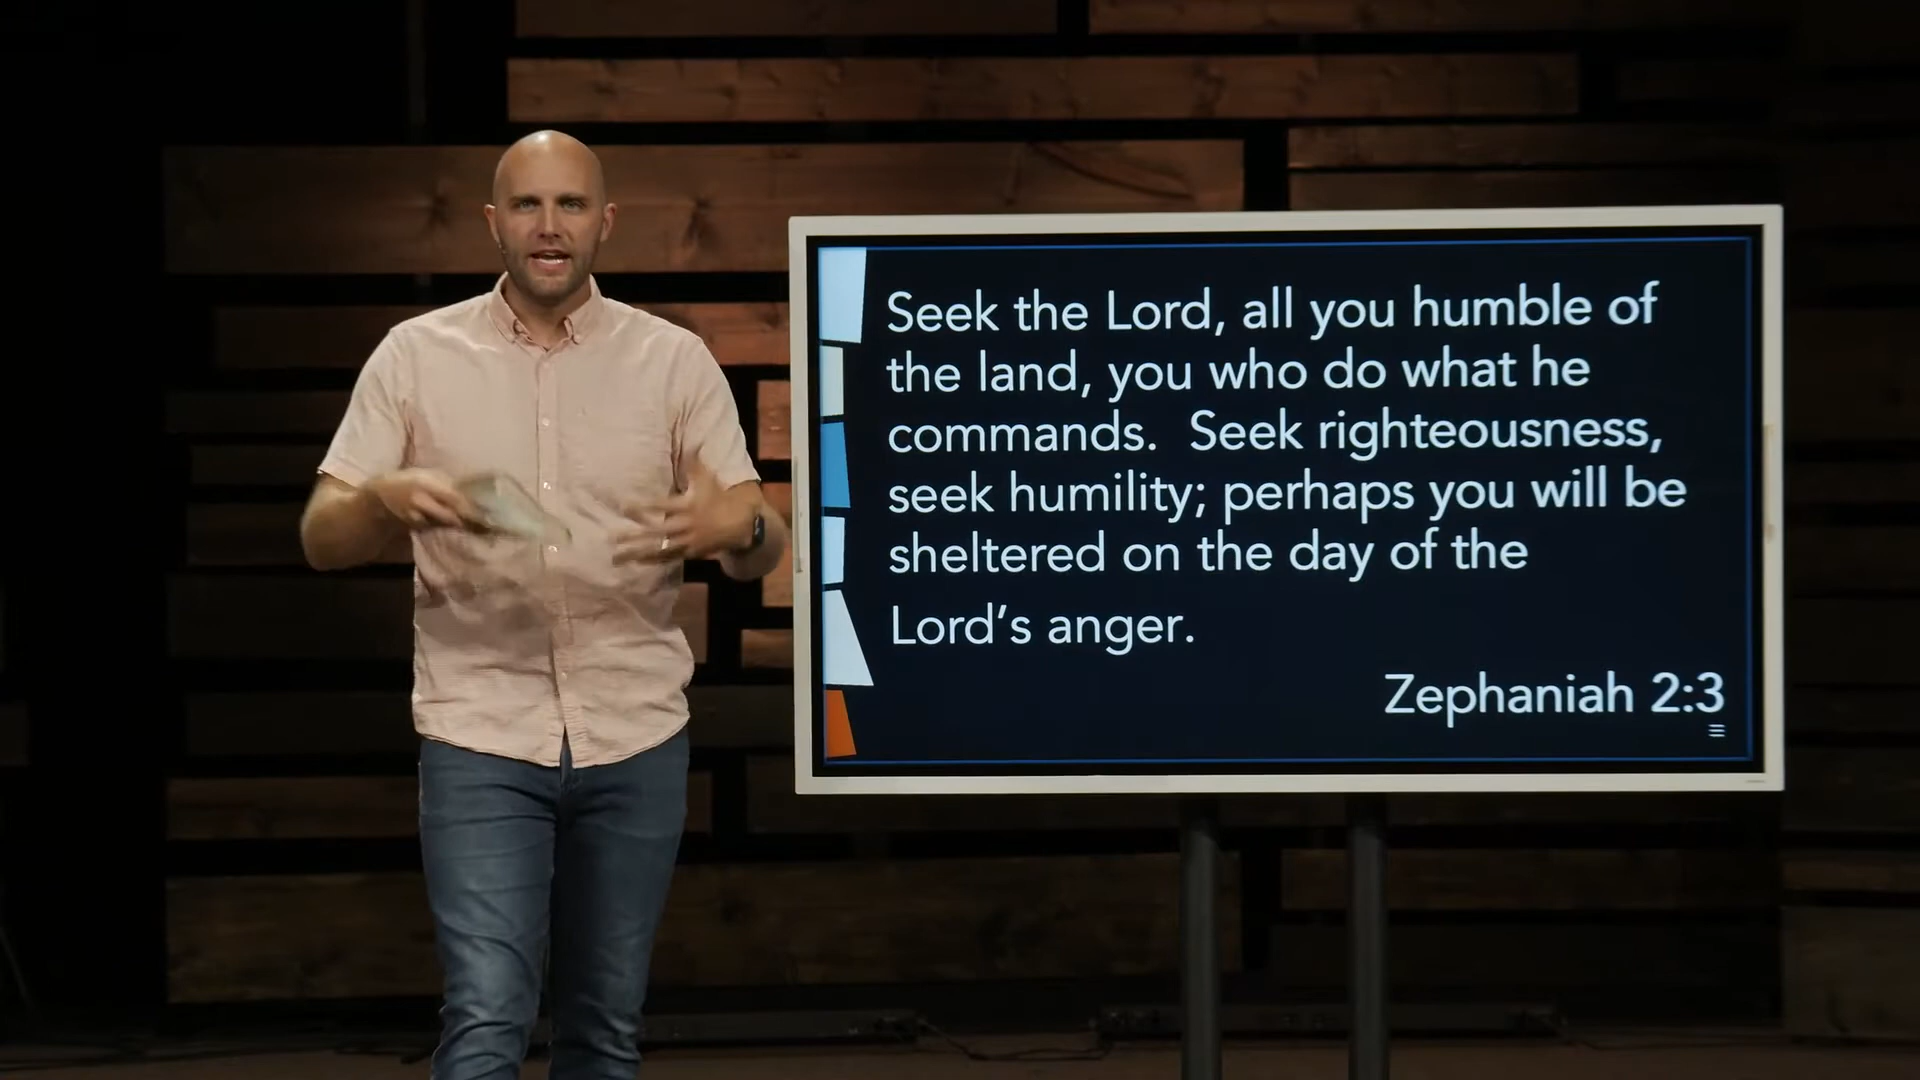 Seek the Lord, all you humble of
the land, you who do what he
commands.  Seek righteousness,
seek humility; perhaps you will be
sheltered on the day of the
Lord’s anger.
Zephaniah 2:3